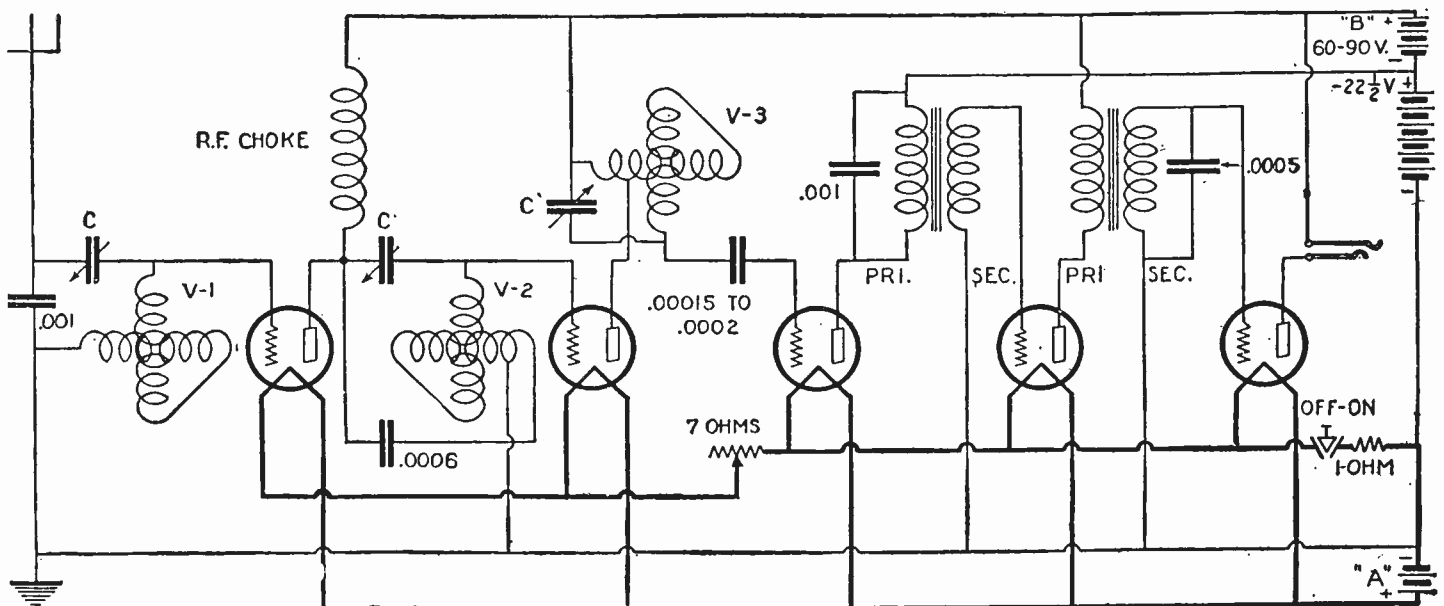 "B" +
60-90 V.
-
-22½ V +
R.F. CHOKE
V-3
.001
.0005
C
C'
C'
V-1
V-2
PRI.
SEC.
PRI
SEC.
.001
.00015 TO
.0002
7 OHMS
OFF-ON
.0006
1-OHM
-
"A"
+